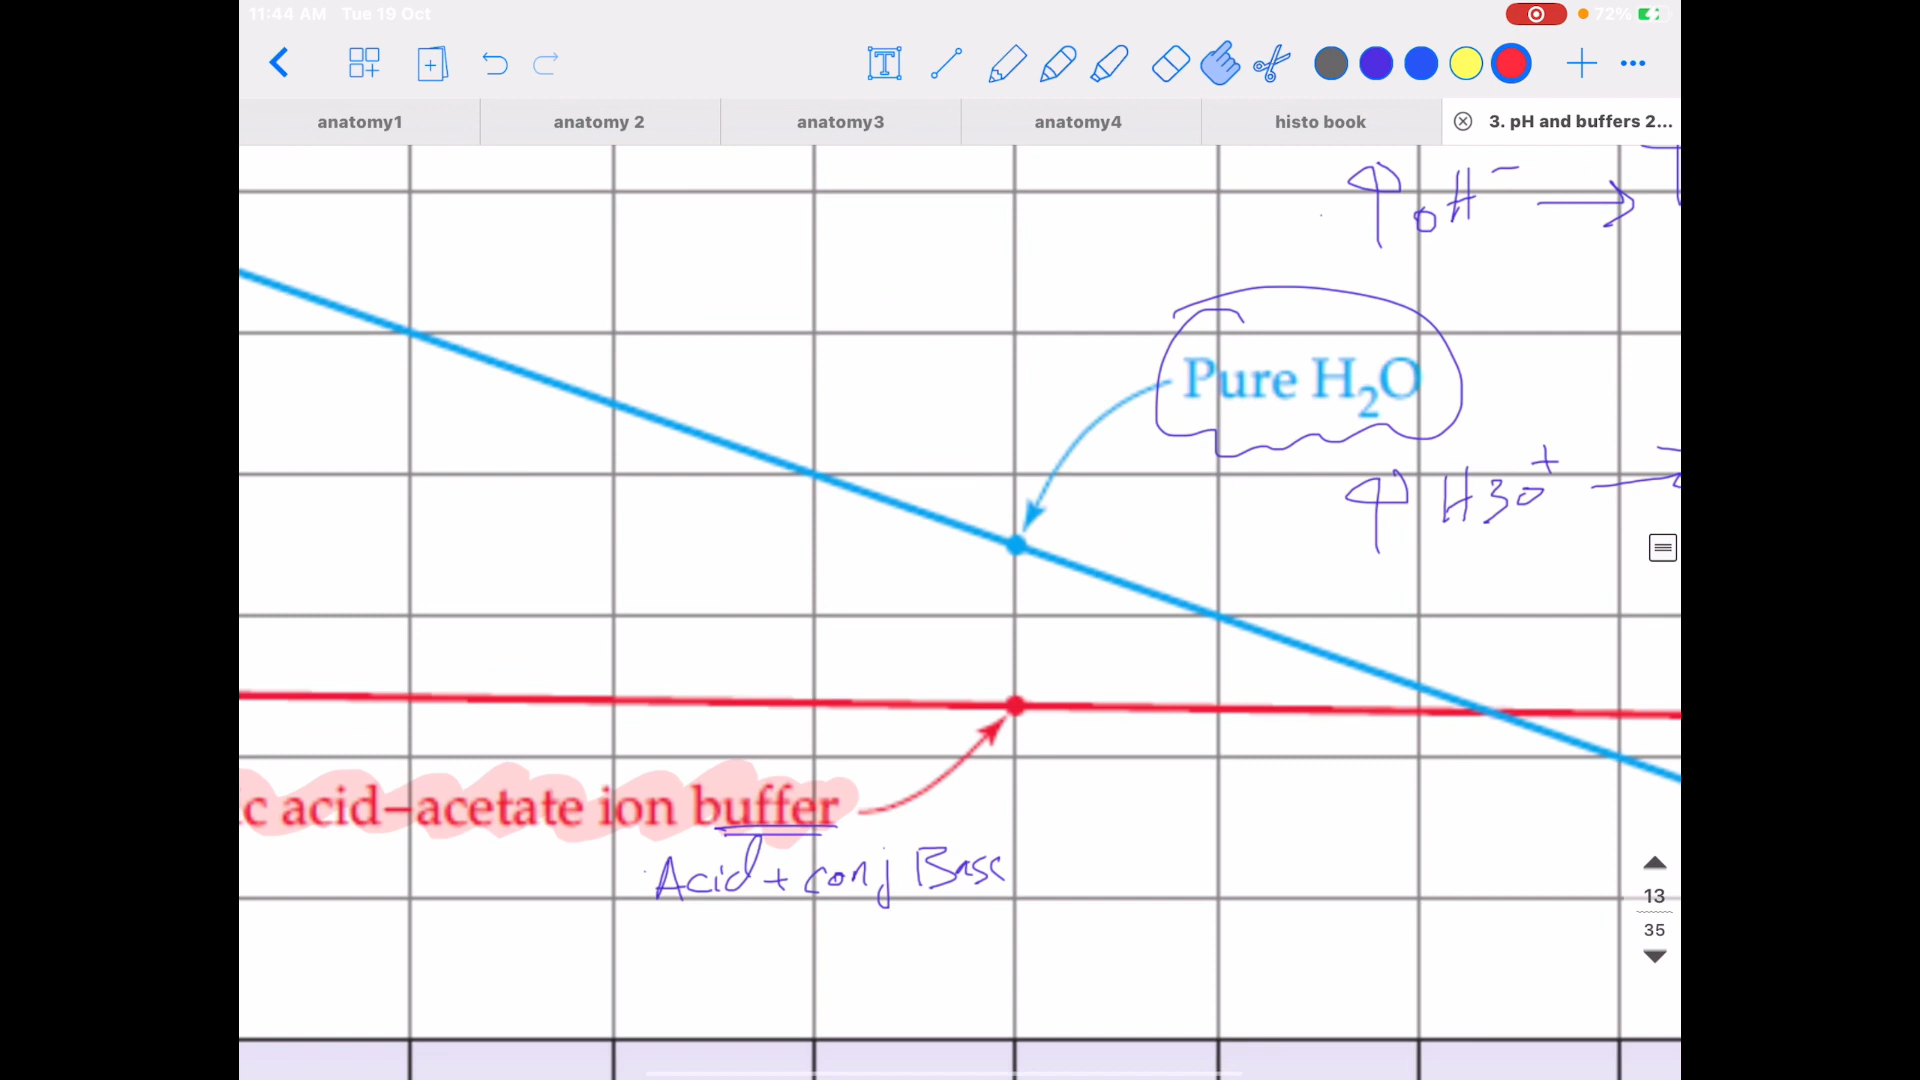 11:44 AM Tue 19 Oct
72%
T
anatomy1 anatomy 2 anatomy3 anatomy4 histo book 3. pH and buffers 2...
↑ OH⁻ →
Pure H₂O
↑ H3O⁺ →
c acid–acetate ion buffer
Acid + conj Base
13
35